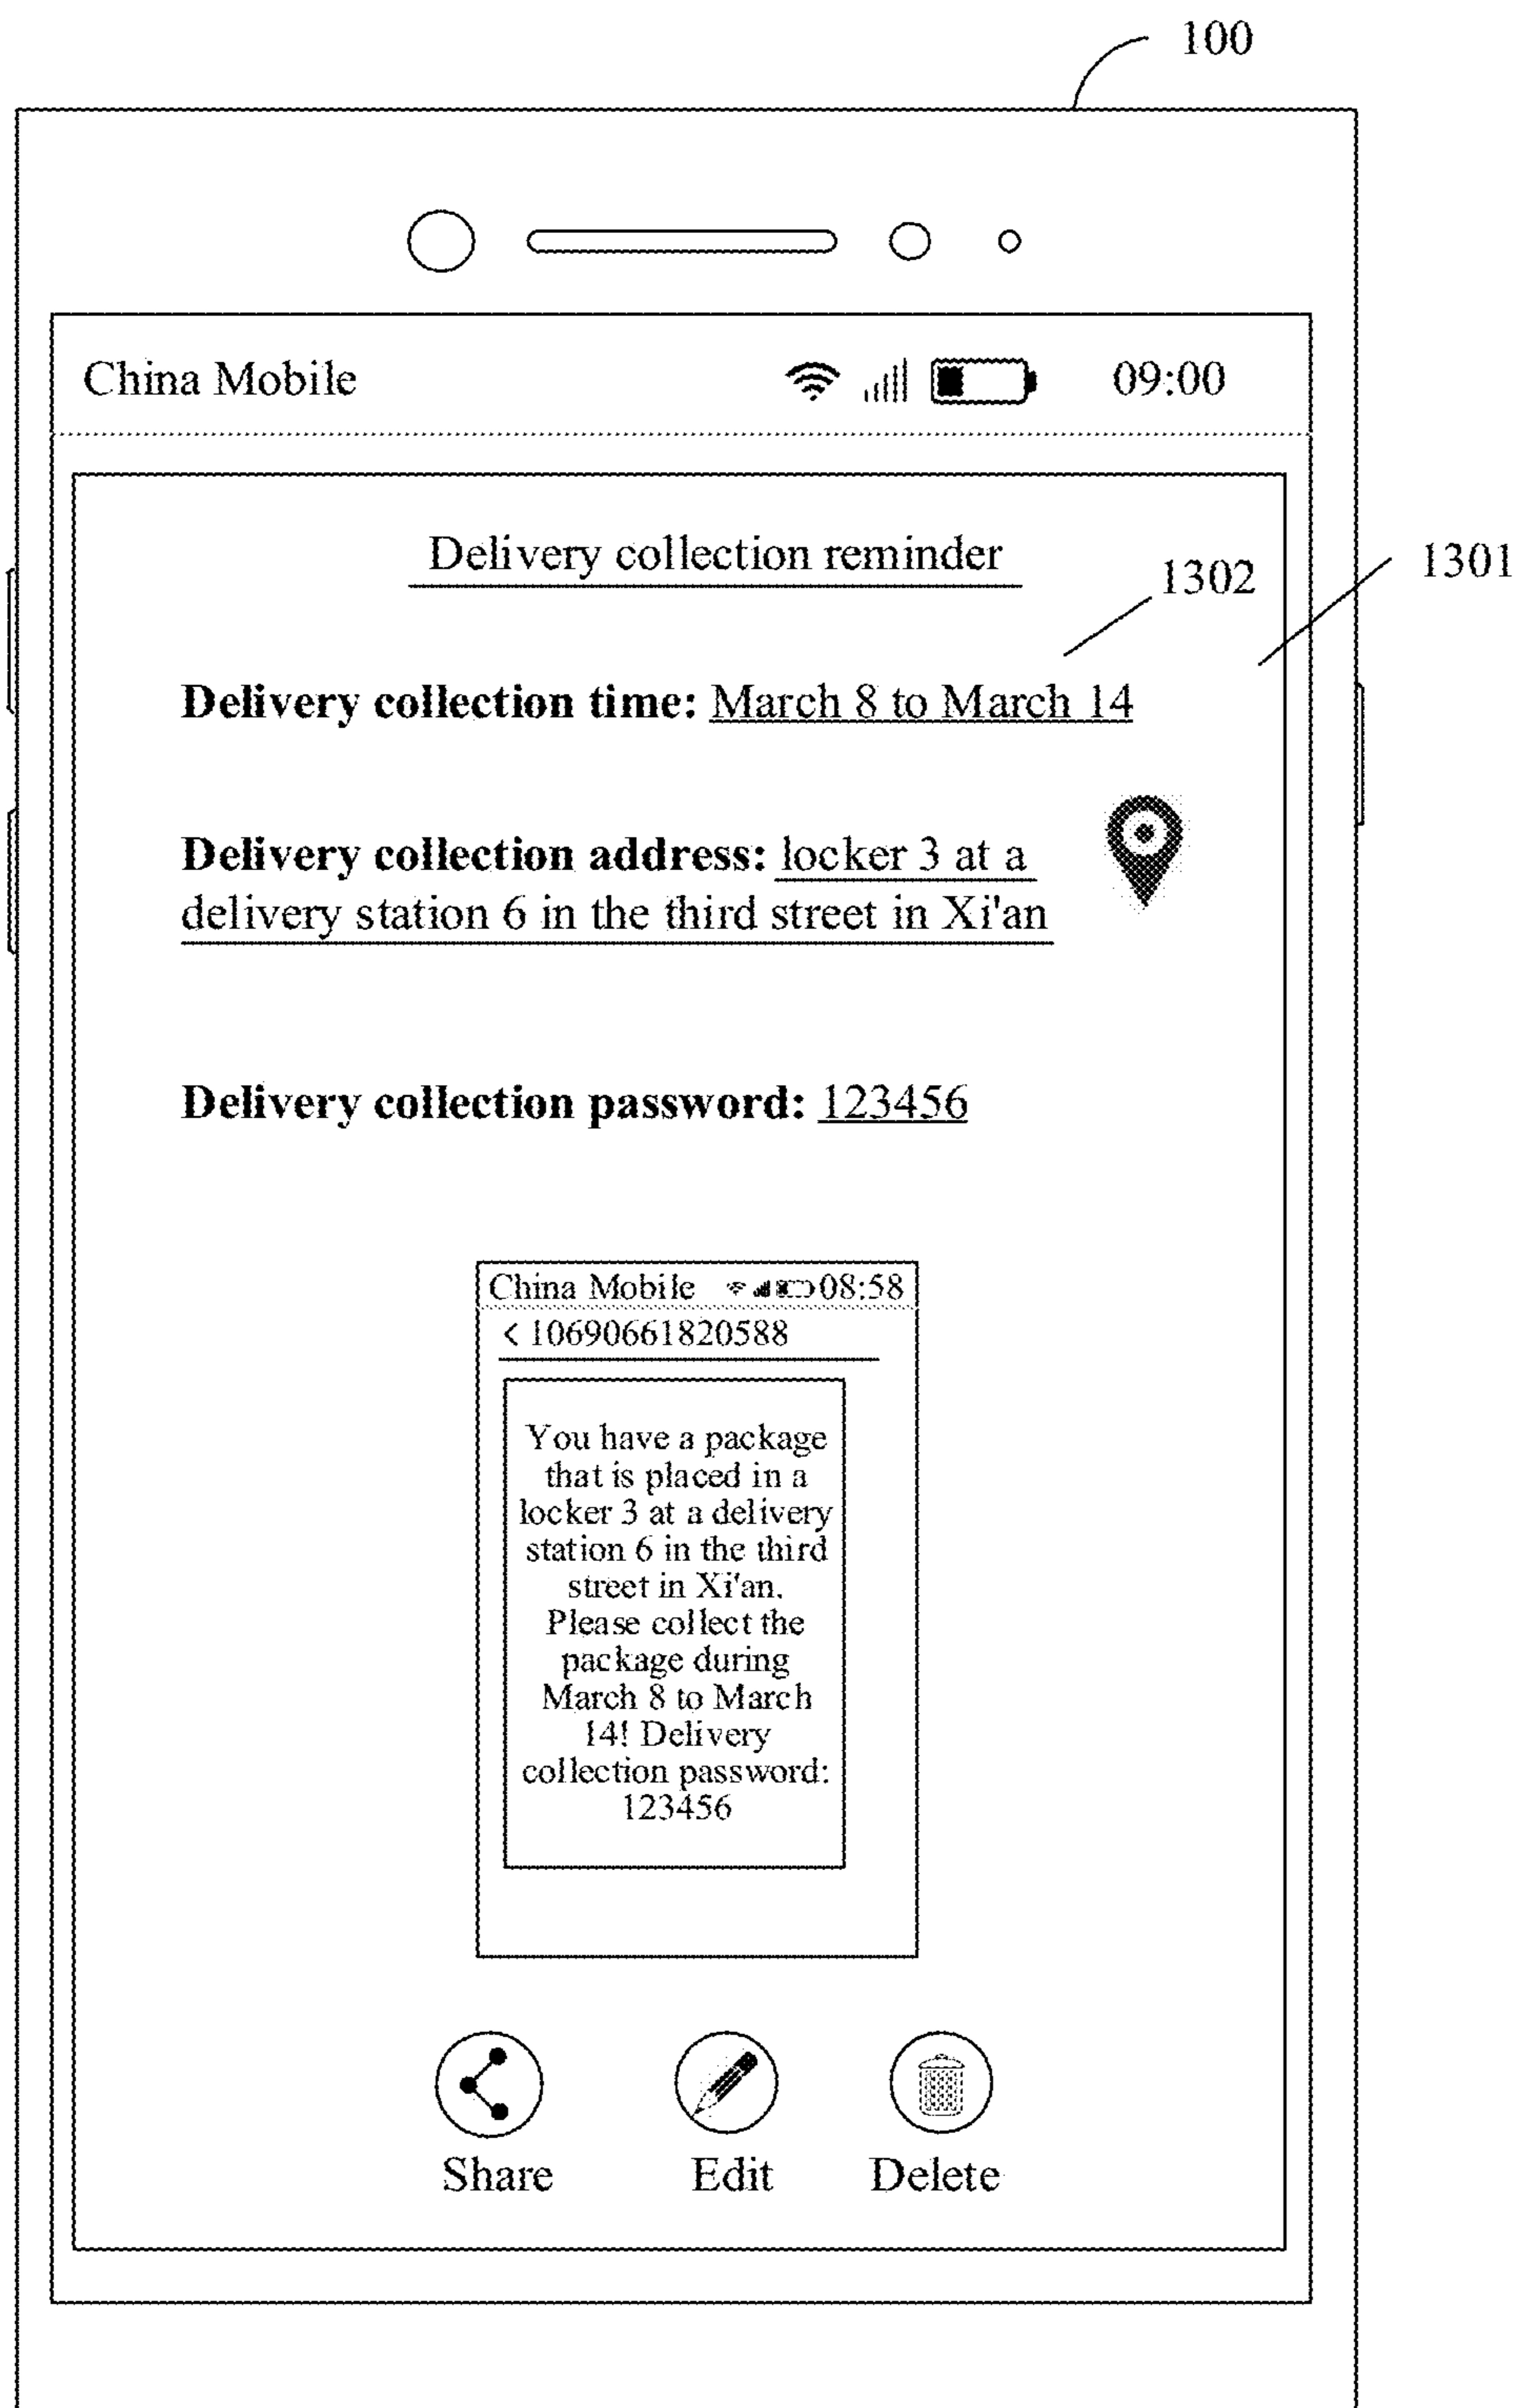 100
China Mobile 09:00
Delivery collection reminder
1302
1301
Delivery collection time: March 8 to March 14
Delivery collection address: locker 3 at a
delivery station 6 in the third street in Xi'an
Delivery collection password: 123456
China Mobile 08:58
< 10690661820588
You have a package
that is placed in a
locker 3 at a delivery
station 6 in the third
street in Xi'an.
Please collect the
package during
March 8 to March
14! Delivery
collection password:
123456
Share Edit Delete